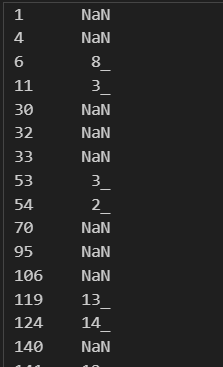 1 NaN
4 NaN
6 8_
11 3_
30 NaN
32 NaN
33 NaN
53 3_
54 2_
70 NaN
95 NaN
106 NaN
119 13_
124 14_
140 NaN